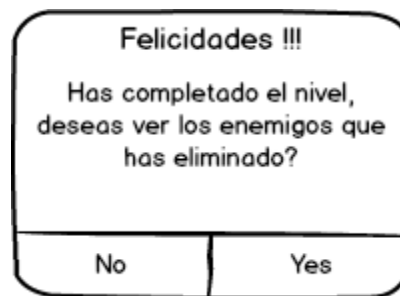 Felicidades !!!
Has completado el nivel,
deseas ver los enemigos que
has eliminado?
No
Yes